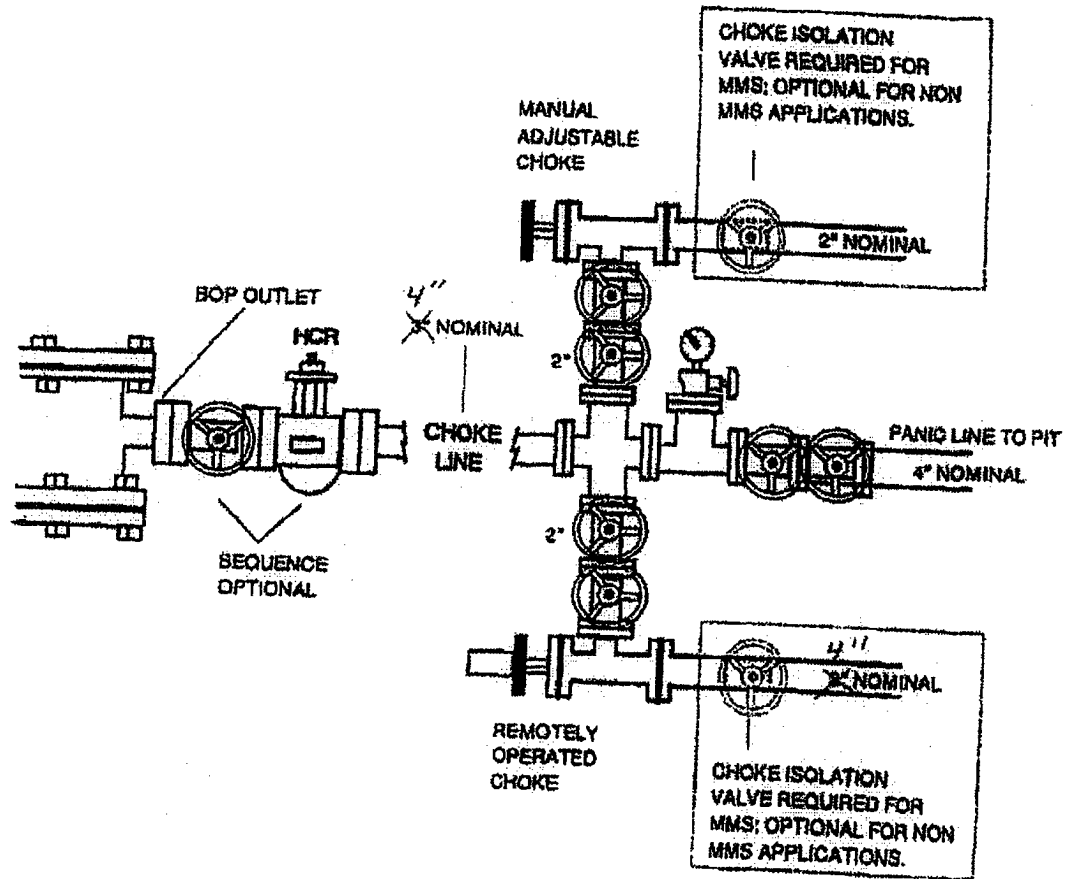 CHOKE ISOLATION
VALVE REQUIRED FOR
MMS; OPTIONAL FOR NON
MMS APPLICATIONS.
MANUAL
ADJUSTABLE
CHOKE
2" NOMINAL
BOP OUTLET
HCR
4"
3" NOMINAL
2"
CHOKE
LINE
PANIC LINE TO PIT
4" NOMINAL
2"
SEQUENCE
OPTIONAL
4"
NOMINAL
REMOTELY
OPERATED
CHOKE
CHOKE ISOLATION
VALVE REQUIRED FOR
MMS; OPTIONAL FOR NON
MMS APPLICATIONS.